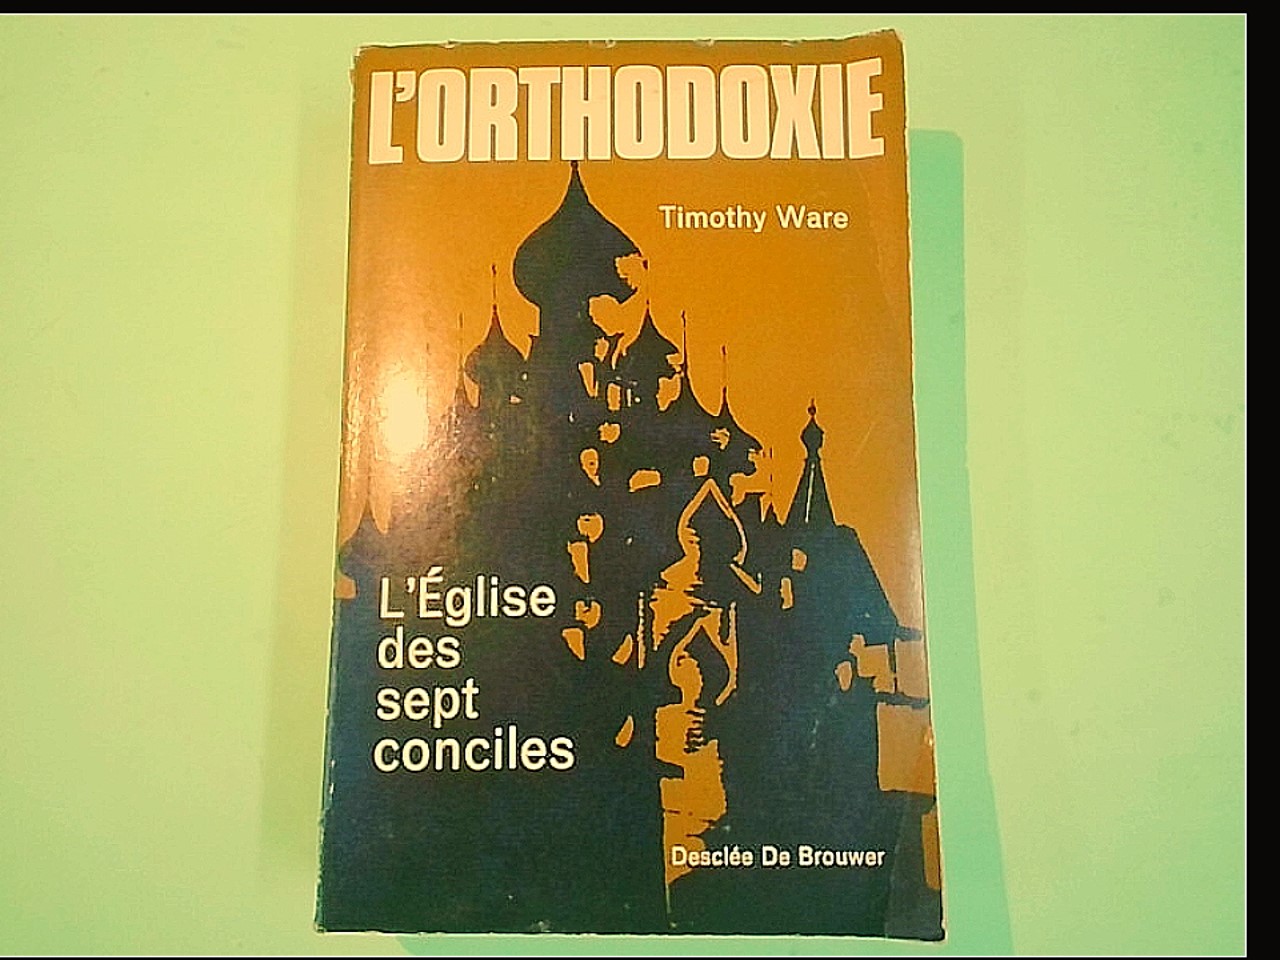 L'ORTHODOXIE
Timothy Ware
L'Église
des
sept
conciles
Desclée De Brouwer